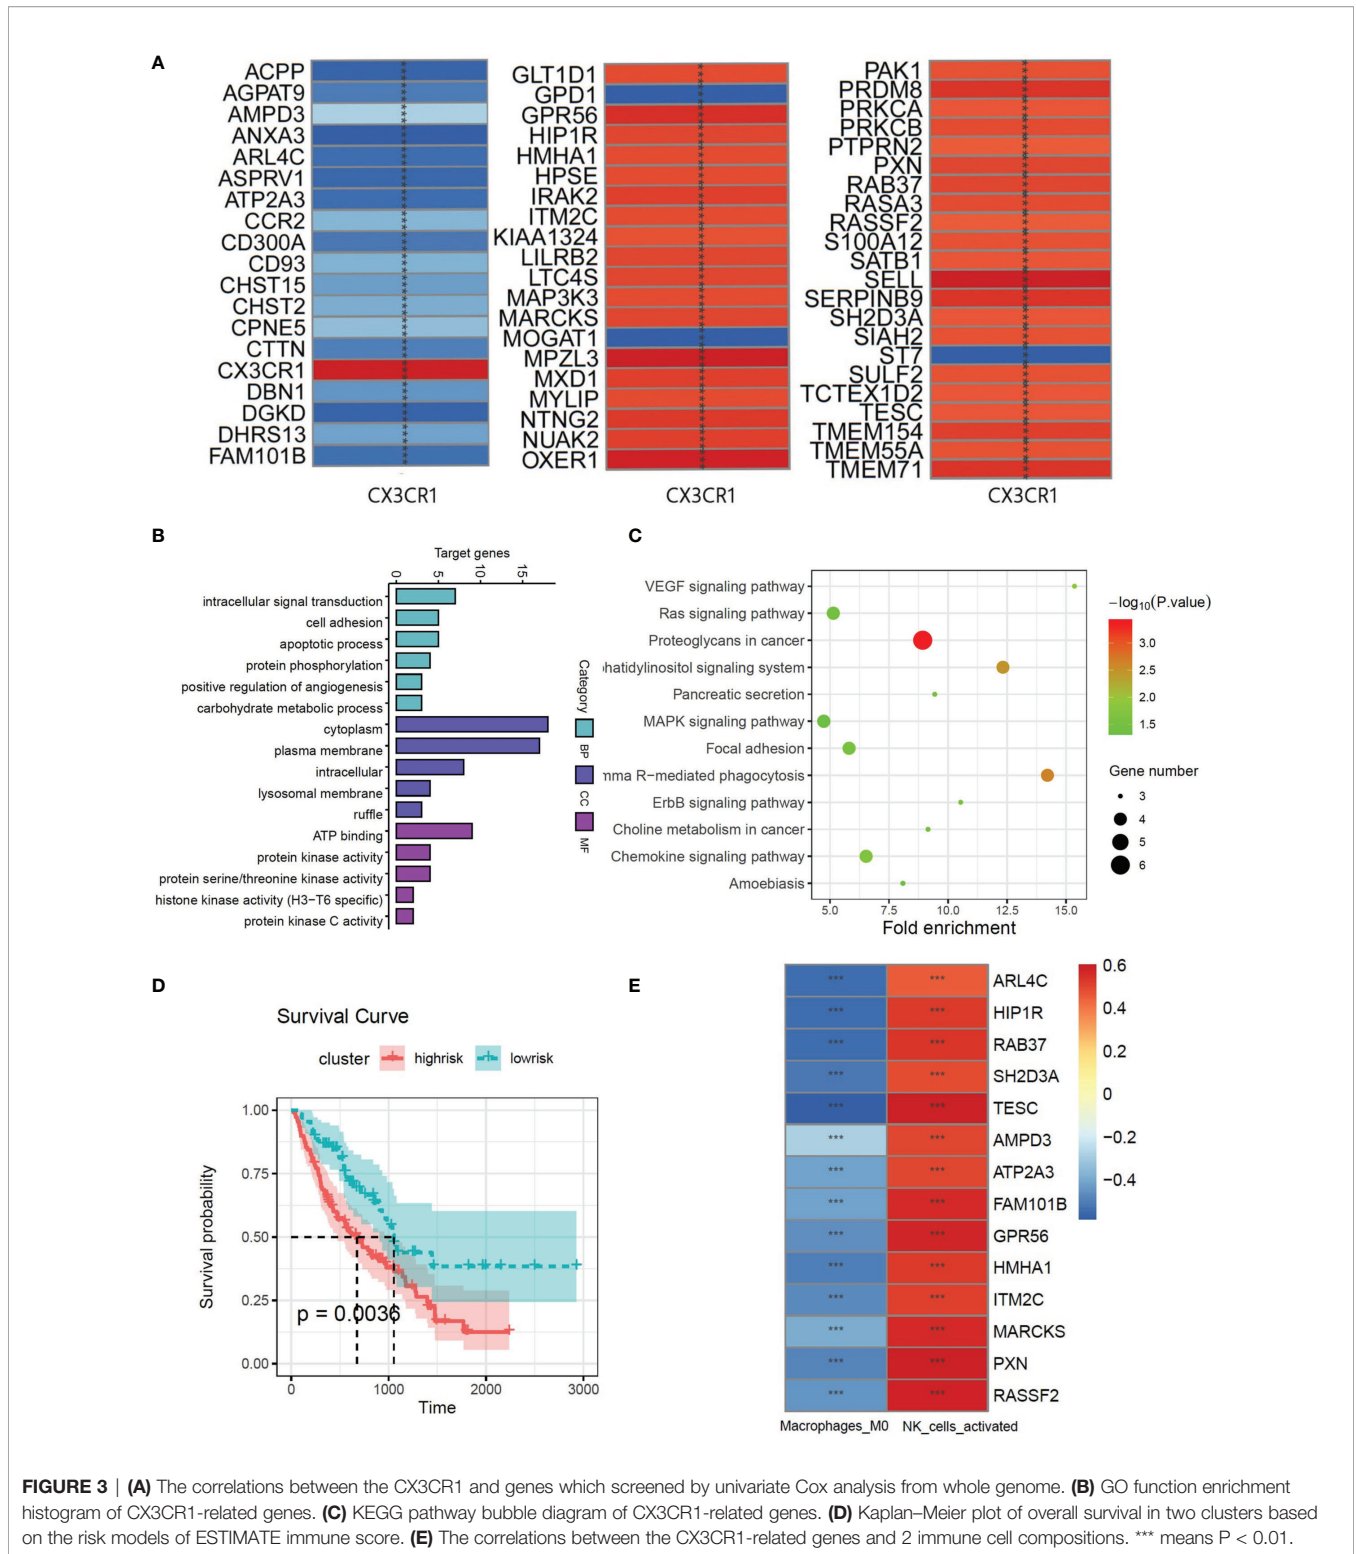 A
ACPP
AGPAT9
AMPD3
ANXA3
ARL4C
ASPRV1
ATP2A3
CCR2
CD300A
CD93
CHST15
CHST2
CPNE5
CTTN
CX3CR1
DBN1
DGKD
DHRS13
FAM101B
CX3CR1
GLT1D1
GPD1
GPR56
HIP1R
HMHA1
HPSE
IRAK2
ITM2C
KIAA1324
LILRB2
LTC4S
MAP3K3
MARCKS
MOGAT1
MPZL3
MXD1
MYLIP
NTNG2
NUAK2
OXER1
CX3CR1
PAK1
PRDM8
PRKCA
PRKCB
PTPRN2
PXN
RAB37
RASA3
RASSF2
S100A12
SATB1
SELL
SERPINB9
SH2D3A
SIAH2
ST7
SULF2
TCTEX1D2
TESC
TMEM154
TMEM55A
TMEM71
CX3CR1
B
Target genes
0 5 10 15
intracellular signal transduction
cell adhesion
apoptotic process
protein phosphorylation
positive regulation of angiogenesis
carbohydrate metabolic process
cytoplasm
plasma membrane
intracellular
lysosomal membrane
ruffle
ATP binding
protein kinase activity
protein serine/threonine kinase activity
histone kinase activity (H3−T6 specific)
protein kinase C activity
Category
BP
CC
MF
C
VEGF signaling pathway
Ras signaling pathway
Proteoglycans in cancer
hatidylinositol signaling system
Pancreatic secretion
MAPK signaling pathway
Focal adhesion
mma R−mediated phagocytosis
ErbB signaling pathway
Choline metabolism in cancer
Chemokine signaling pathway
Amoebiasis
5.0 7.5 10.0 12.5 15.0
Fold enrichment
−log10(P.value)
3.0
2.5
2.0
1.5
Gene number
3
4
5
6
D
Survival Curve
cluster highrisk lowrisk
Survival probability
1.00
0.75
0.50
0.25
0.00
p = 0.0036
0 1000 2000 3000
Time
E
*** *** ARL4C
*** *** HIP1R
*** *** RAB37
*** *** SH2D3A
*** *** TESC
*** *** AMPD3
*** *** ATP2A3
*** *** FAM101B
*** *** GPR56
*** *** HMHA1
*** *** ITM2C
*** *** MARCKS
*** *** PXN
*** *** RASSF2
Macrophages_M0 NK_cells_activated
0.6
0.4
0.2
0
−0.2
−0.4
FIGURE 3 | (A) The correlations between the CX3CR1 and genes which screened by univariate Cox analysis from whole genome. (B) GO function enrichment
histogram of CX3CR1-related genes. (C) KEGG pathway bubble diagram of CX3CR1-related genes. (D) Kaplan–Meier plot of overall survival in two clusters based
on the risk models of ESTIMATE immune score. (E) The correlations between the CX3CR1-related genes and 2 immune cell compositions. *** means P < 0.01.